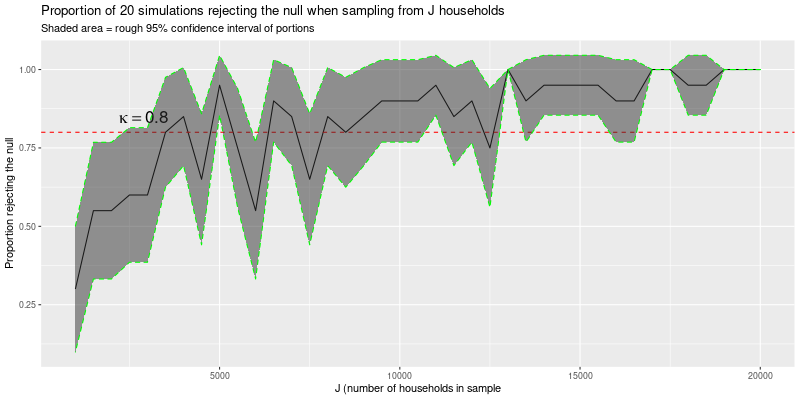 Proportion of 20 simulations rejecting the null when sampling from J households
Shaded area = rough 95% confidence interval of portions
1.00
κ = 0.8
0.75
0.50
0.25
Proportion rejecting the null
5000 10000 15000 20000
J (number of households in sample